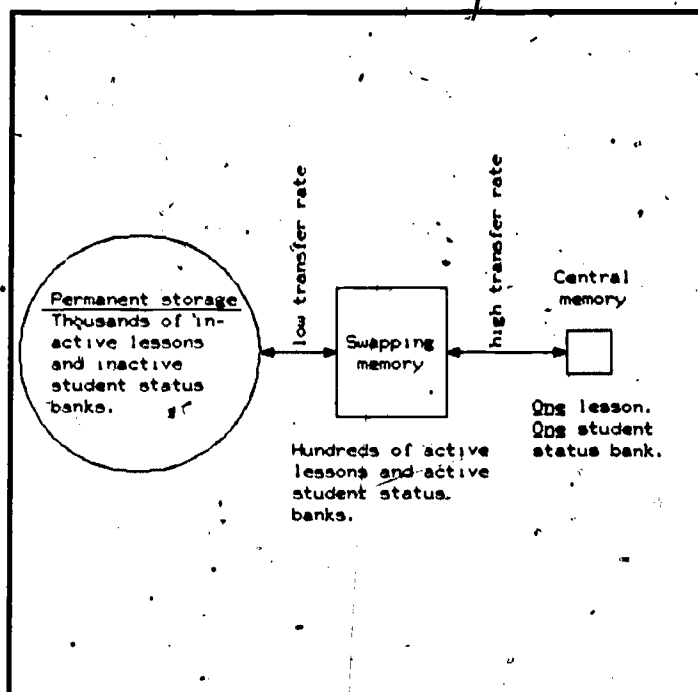 low transfer rate
high transfer rate
Permanent storage
Thousands of in-
active lessons
and inactive
student status
banks.
Swapping
memory
Central
memory
Hundreds of active
lessons and active
student status
banks.
One lesson.
One student
status bank.